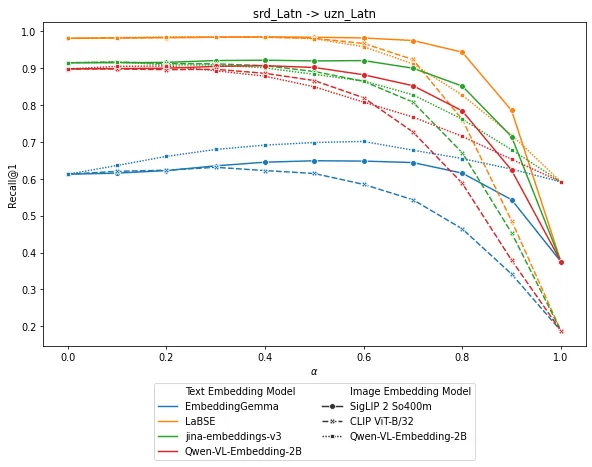 srd_Latn -> uzn_Latn
1.0
0.9
0.8
0.7
0.6
0.5
0.4
0.3
0.2
Recall@1
0.0 0.2 0.4 0.6 0.8 1.0
α
Text Embedding Model
EmbeddingGemma
LaBSE
jina-embeddings-v3
Qwen-VL-Embedding-2B
Image Embedding Model
SigLIP 2 So400m
CLIP ViT-B/32
Qwen-VL-Embedding-2B